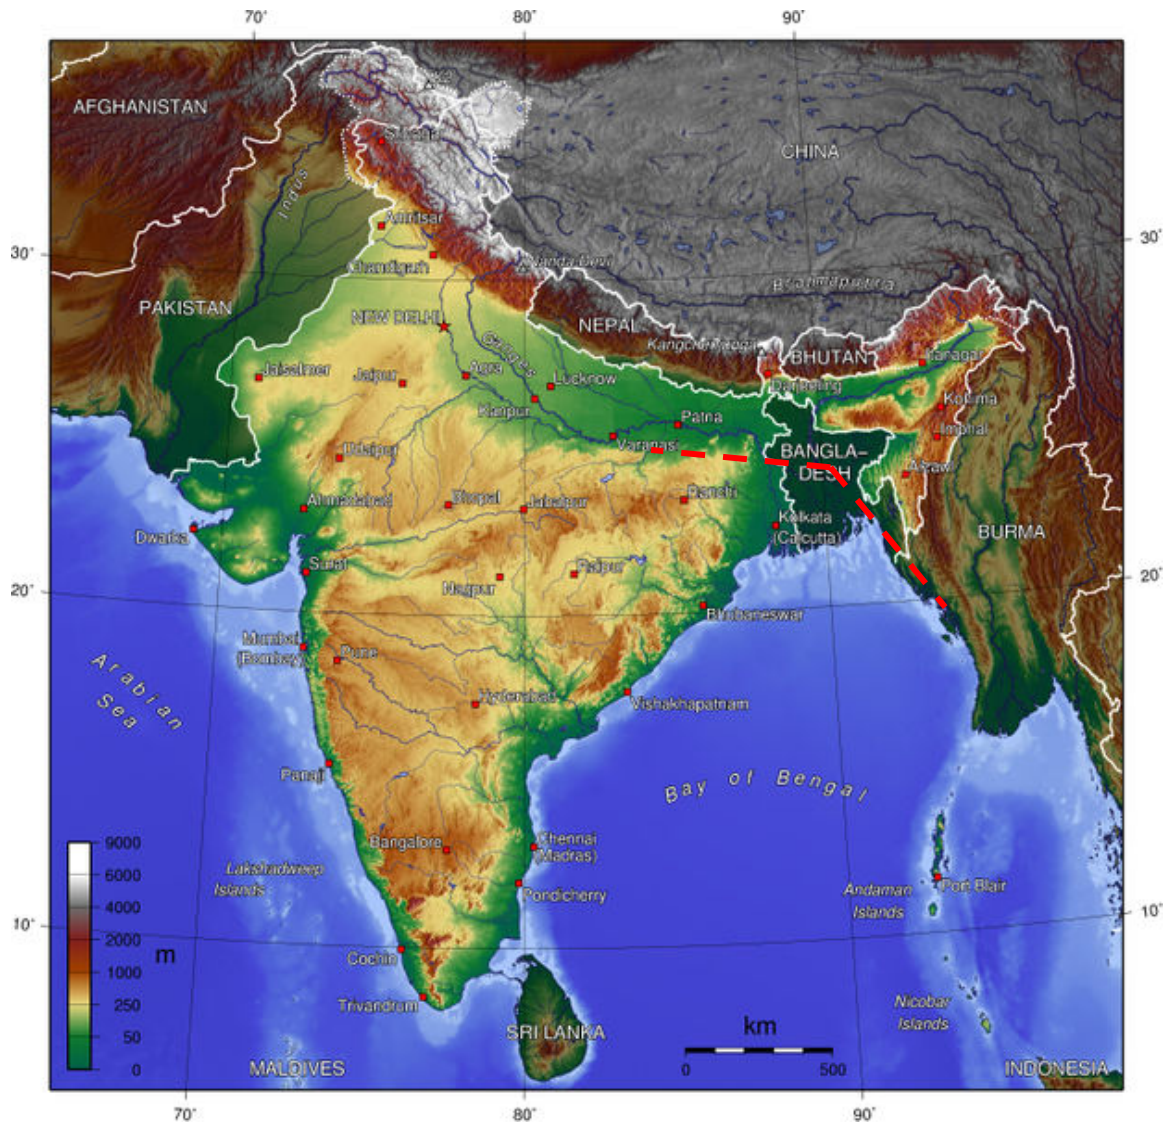 70°
80°
90°
AFGHANISTAN
K2
Srinagar
CHINA
Indus
Amritsar
30°
30°
Chandigarh
Nanda Devi
Brahmaputra
PAKISTAN
NEW DELHI
NEPAL
Ganges
Kangchenjunga
BHUTAN
Itanagar
Jaisalmer
Jaipur
Agra
Lucknow
Darjeeling
Kohima
Kanpur
Patna
Imphal
Varanasi
BANGLA–
DESH
Udaipur
Aizawl
Ahmadabad
Bhopal
Jabalpur
Ranchi
Kolkata
(Calcutta)
BURMA
Dwarka
Surat
Nagpur
Raipur
20°
20°
Bhubaneswar
Mumbai
(Bombay)
Pune
Arabian
Sea
Hyderabad
Vishakhapatnam
Panaji
Bay of Bengal
Bangalore
Chennai
(Madras)
9000
6000
4000
2000
1000
250
50
0
m
Lakshadweep
Islands
Pondicherry
Andaman
Islands
Port Blair
10°
10°
Cochin
Trivandrum
Nicobar
Islands
SRI LANKA
km
0
500
MALDIVES
INDONESIA
70°
80°
90°